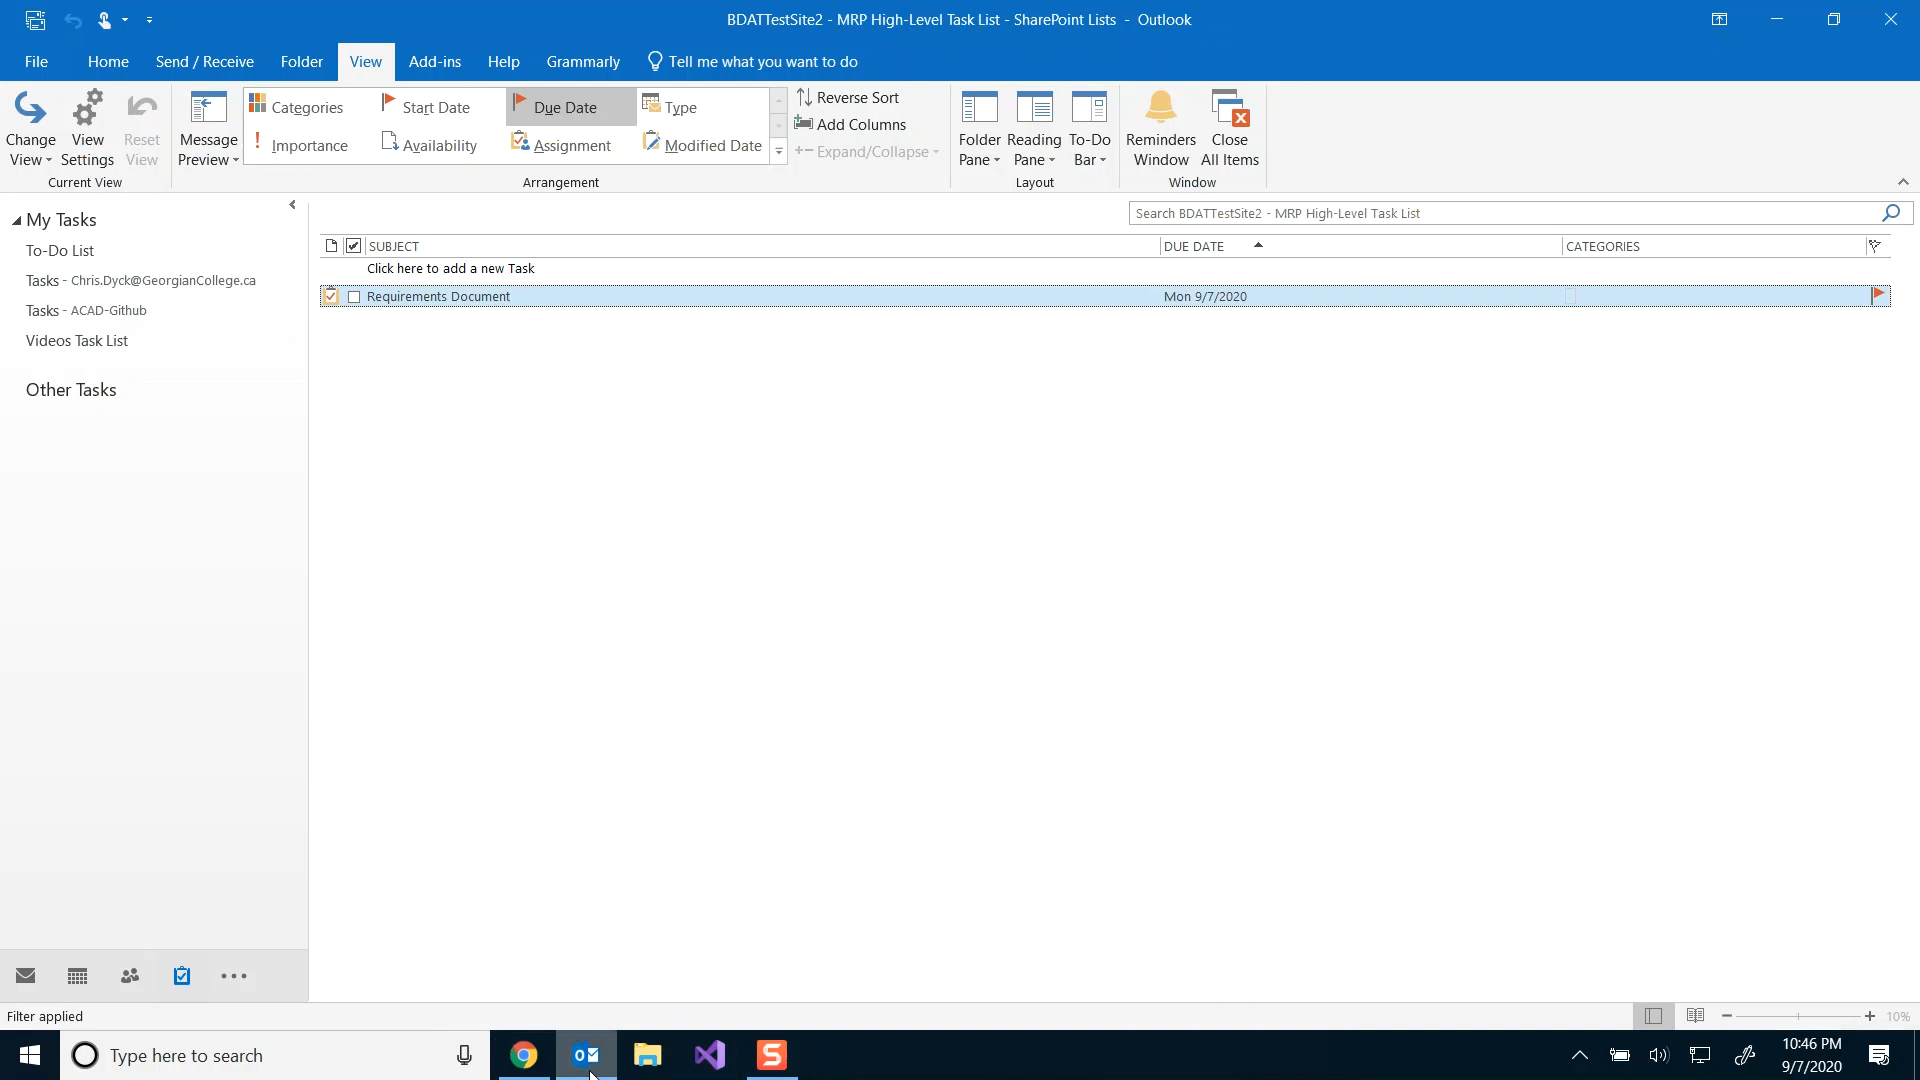 BDATTestSite2 - MRP High-Level Task List - SharePoint Lists - Outlook
File Home Send / Receive Folder View Add-ins Help Grammarly Tell me what you want to do
Change View
View Settings
Reset View
Current View
Message Preview
Categories Start Date Due Date Type
Importance Availability Assignment Modified Date
Arrangement
Reverse Sort
Add Columns
Expand/Collapse
Folder Pane
Reading Pane
To-Do Bar
Layout
Reminders Window
Close All Items
Window
My Tasks
To-Do List
Tasks - Chris.Dyck@GeorgianCollege.ca
Tasks - ACAD-Github
Videos Task List
Other Tasks
Search BDATTestSite2 - MRP High-Level Task List
SUBJECT DUE DATE CATEGORIES
Click here to add a new Task
Requirements Document Mon 9/7/2020
Filter applied
10%
Type here to search
10:46 PM
9/7/2020